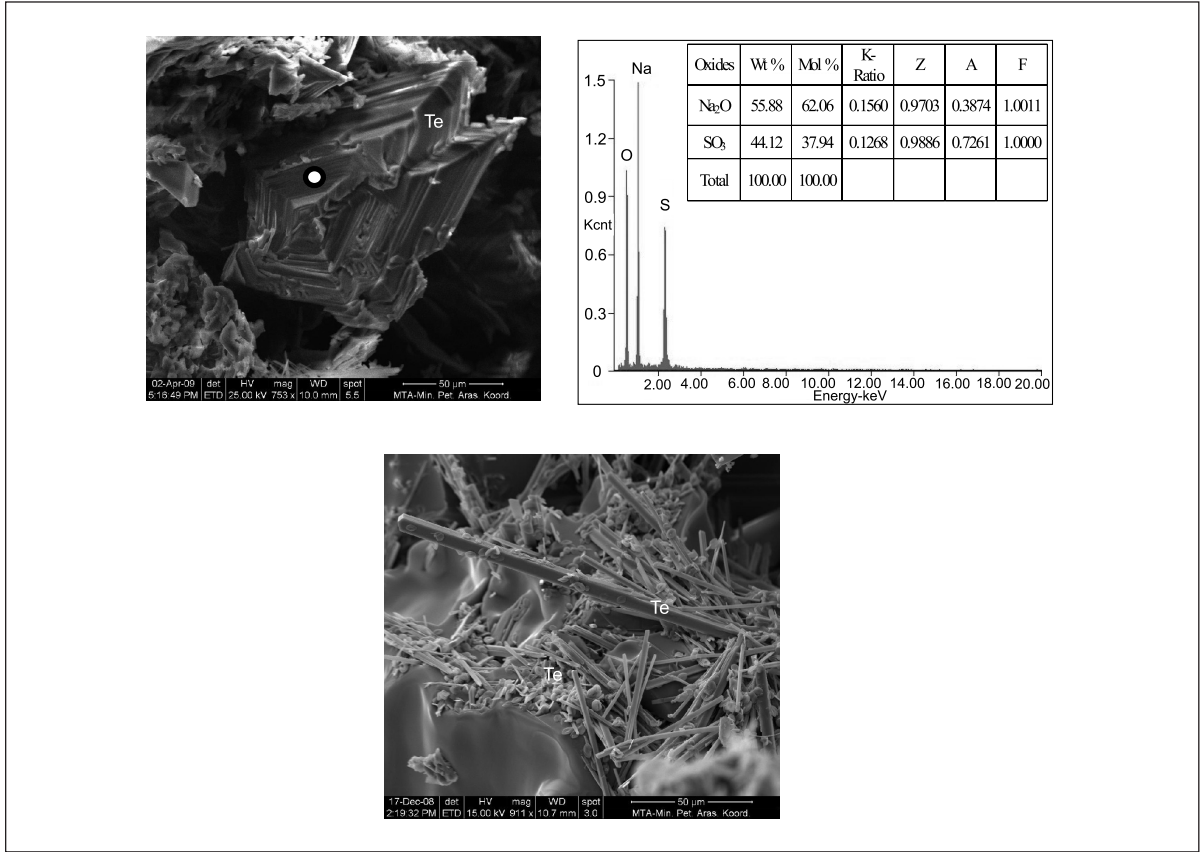 Te
02-Apr-09 det HV mag WD spot 50 µm
5:16:49 PM ETD 25.00 kV 753 x 10.0 mm 5.5 MTA-Min. Pet. Aras. Koord.
Oxides Wt % Mol % K-Ratio Z A F
Na₂O 55.88 62.06 0.1560 0.9703 0.3874 1.0011
SO₃ 44.12 37.94 0.1268 0.9886 0.7261 1.0000
Total 100.00 100.00
Na
O
S
1.5
1.2
0.9
Kcnt
0.6
0.3
0
2.00 4.00 6.00 8.00 10.00 12.00 14.00 16.00 18.00 20.00
Energy-keV
Te
Te
17-Dec-08 det HV mag WD spot 50 µm
2:19:32 PM ETD 15.00 kV 911 x 10.7 mm 3.0 MTA-Min. Pet. Aras. Koord.